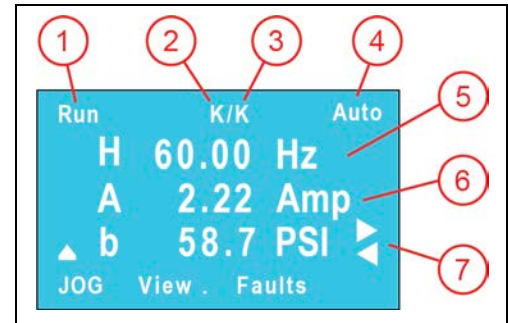 1 2 3 4
Run K/K Auto
5
H 60.00 Hz
A 2.22 Amp
6
b 58.7 PSI
7
JOG View . Faults